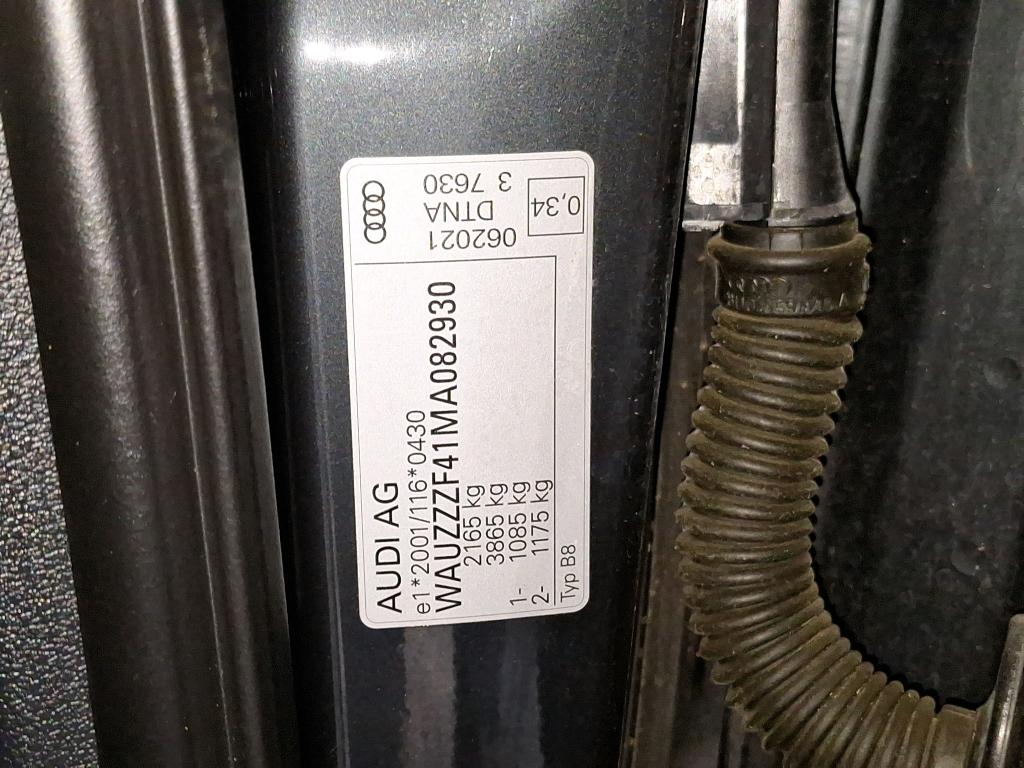 AUDI AG
e1*2001/116*0430
WAUZZZF41MA082930
2165 kg
3865 kg
1- 1085 kg
2- 1175 kg
Typ B8
062021
DTNA
3 7630
0,34